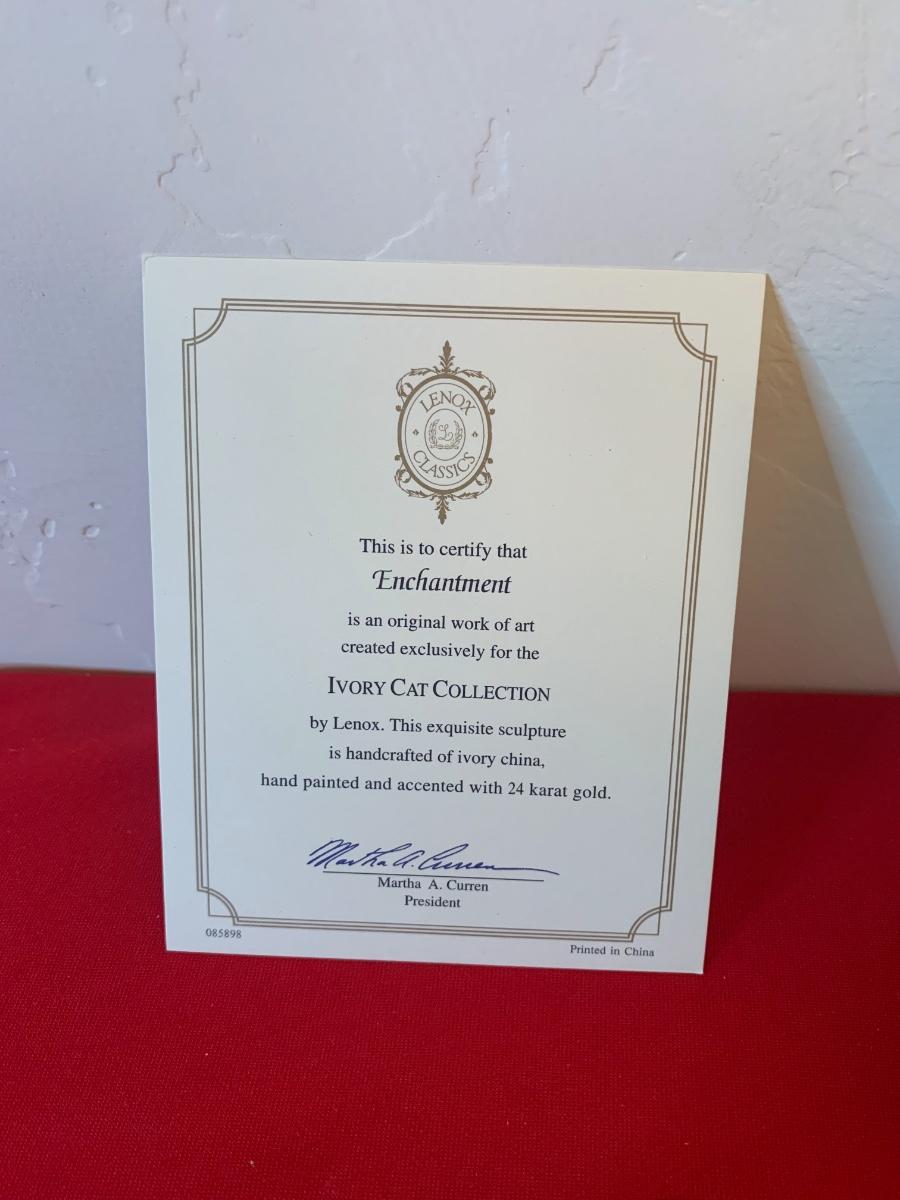 LENOX
L
CLASSICS
This is to certify that
Enchantment
is an original work of art
created exclusively for the
IVORY CAT COLLECTION
by Lenox. This exquisite sculpture
is handcrafted of ivory china,
hand painted and accented with 24 karat gold.
Martha A. Curren
Martha A. Curren
President
085898
Printed in China